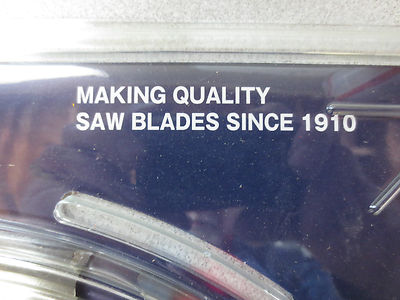 MAKING QUALITY
SAW BLADES SINCE 1910